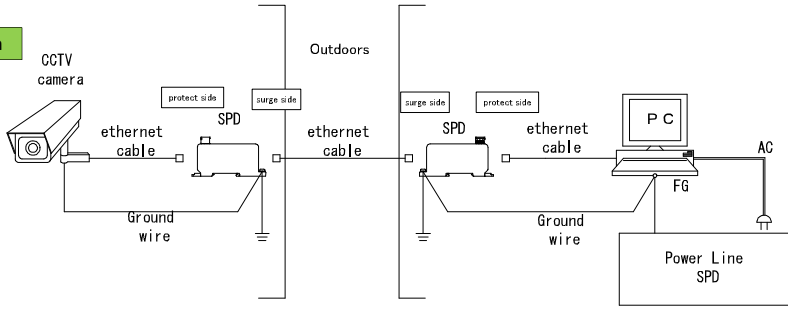 CCTV
camera
Outdoors
protect side
surge side
surge side
protect side
SPD
SPD
PC
ethernet
cable
ethernet
cable
ethernet
cable
AC
FG
Ground
wire
Ground
wire
Power Line
SPD